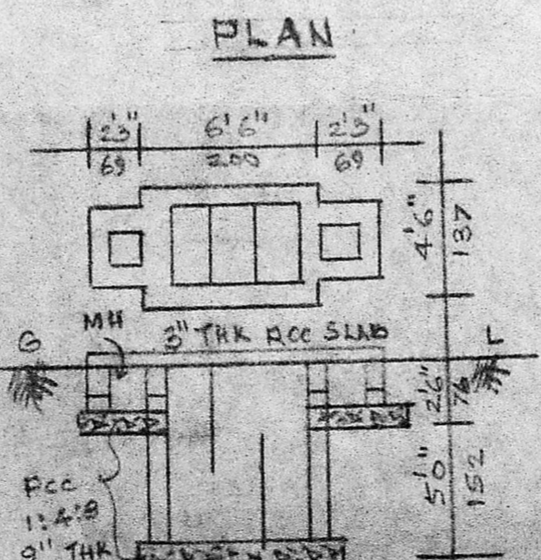 PLAN
2'3" 6'6" 2'3"
69 200 69
4'6"
137
MH
3" THK RCC SLAB
G L
2'6"
76
5'0"
152
PCC
1:4:8
9" THK